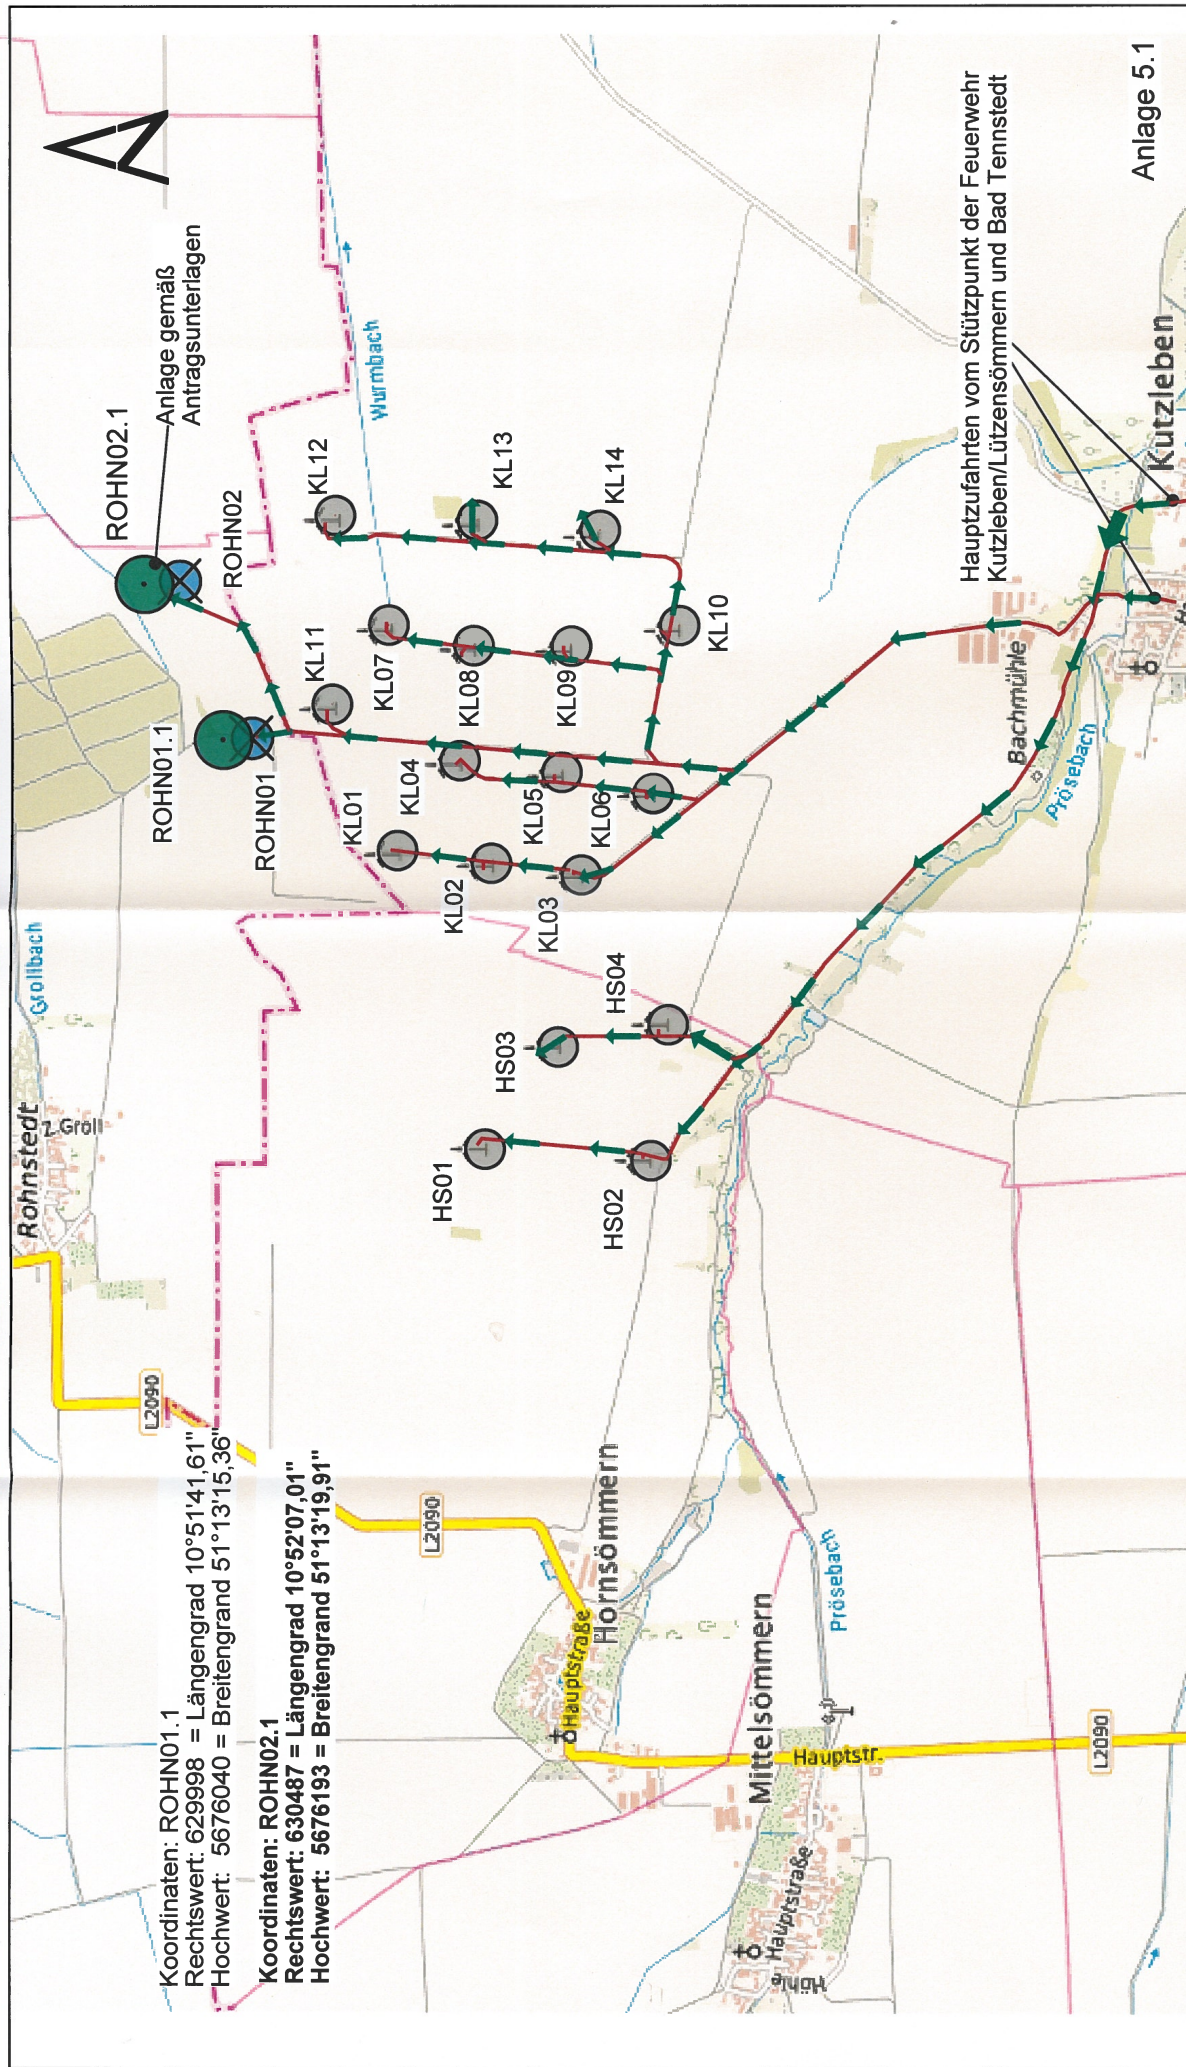 Anlage gemäß
Antragsunterlagen
ROHN02.1
ROHN02
ROHN01.1
ROHN01
KL12
KL13
KL14
KL11
KL07
KL08
KL09
KL10
KL04
KL05
KL06
KL01
KL02
KL03
HS04
HS03
HS01
HS02
Wurmbach
Grollbach
Rohnstedt
z.Groll
L2090
Koordinaten: ROHN01.1
Rechtswert: 629998 = Längengrad 10°51'41,61"
Hochwert: 5676040 = Breitengrand 51°13'15,36"
Koordinaten: ROHN02.1
Rechtswert: 630487 = Längengrad 10°52'07,01"
Hochwert: 5676193 = Breitengrand 51°13'19,91"
L2090
Hornsömmern
Hauptstraße
Mittelsömmern
Hauptstr.
Hauptstraße
Prösebach
L2090
Bachmühle
Prösebach
Hauptzufahrten vom Stützpunkt der Feuerwehr
Kutzleben/Lützensömmern und Bad Tennstedt
Kutzleben
Anlage 5.1